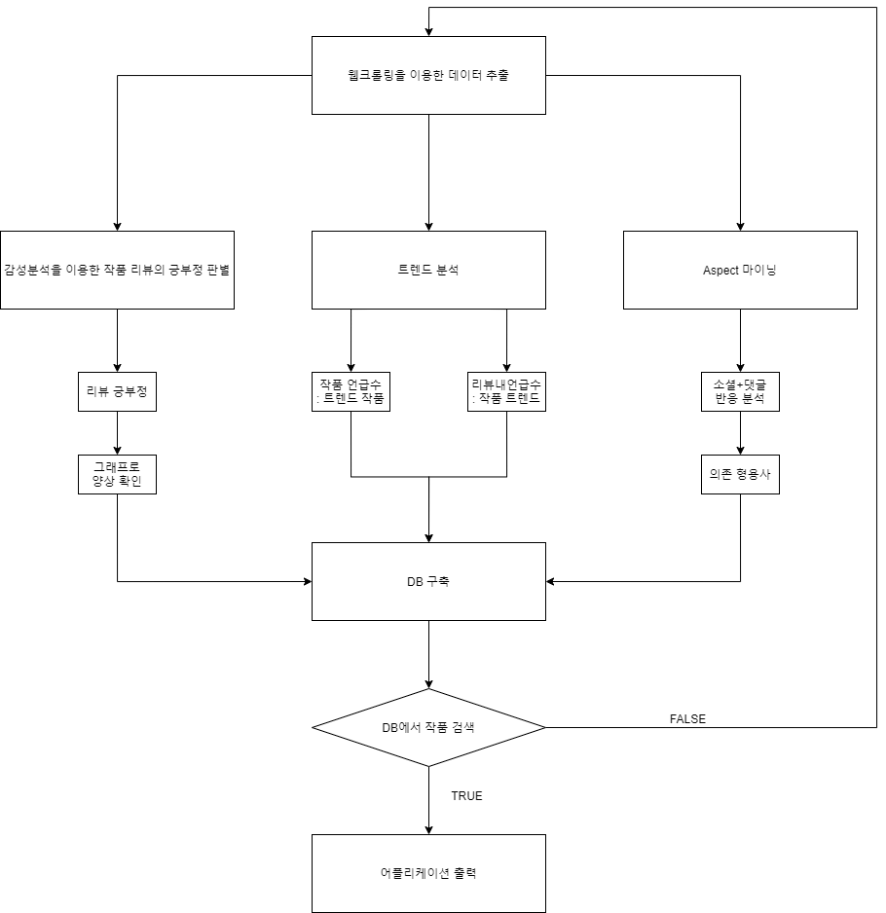 웹크롤링을 이용한 데이터 추출
감성분석을 이용한 작품 리뷰의 긍부정 판별
트렌드 분석
Aspect 마이닝
리뷰 긍부정
작품 언급수
: 트렌드 작품
리뷰내언급수
: 작품 트렌드
소셜+댓글
반응 분석
그래프로
양상 확인
의존 형용사
DB 구축
DB에서 작품 검색
FALSE
TRUE
어플리케이션 출력